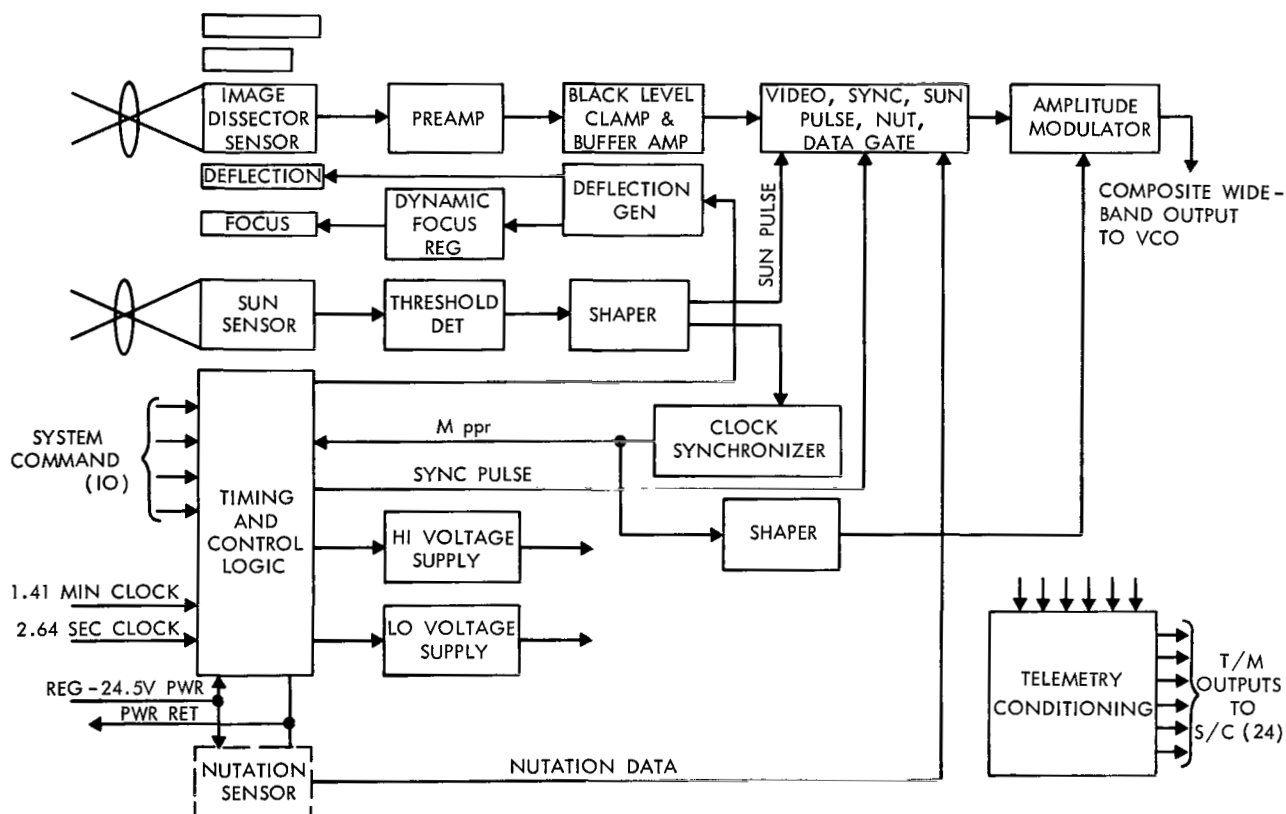 IMAGE
DISSECTOR
SENSOR
PREAMP
BLACK LEVEL
CLAMP &
BUFFER AMP
VIDEO, SYNC, SUN
PULSE, NUT,
DATA GATE
AMPLITUDE
MODULATOR
DEFLECTION
FOCUS
DYNAMIC
FOCUS
REG
DEFLECTION
GEN
SUN PULSE
COMPOSITE WIDE-
BAND OUTPUT
TO VCO
SUN
SENSOR
THRESHOLD
DET
SHAPER
SYSTEM
COMMAND
(10)
TIMING
AND
CONTROL
LOGIC
M ppr
CLOCK
SYNCHRONIZER
SYNC PULSE
HI VOLTAGE
SUPPLY
SHAPER
1.41 MIN CLOCK
2.64 SEC CLOCK
LO VOLTAGE
SUPPLY
REG-24.5V PWR
PWR RET
NUTATION
SENSOR
NUTATION DATA
TELEMETRY
CONDITIONING
T/M
OUTPUTS
TO
S/C (24)